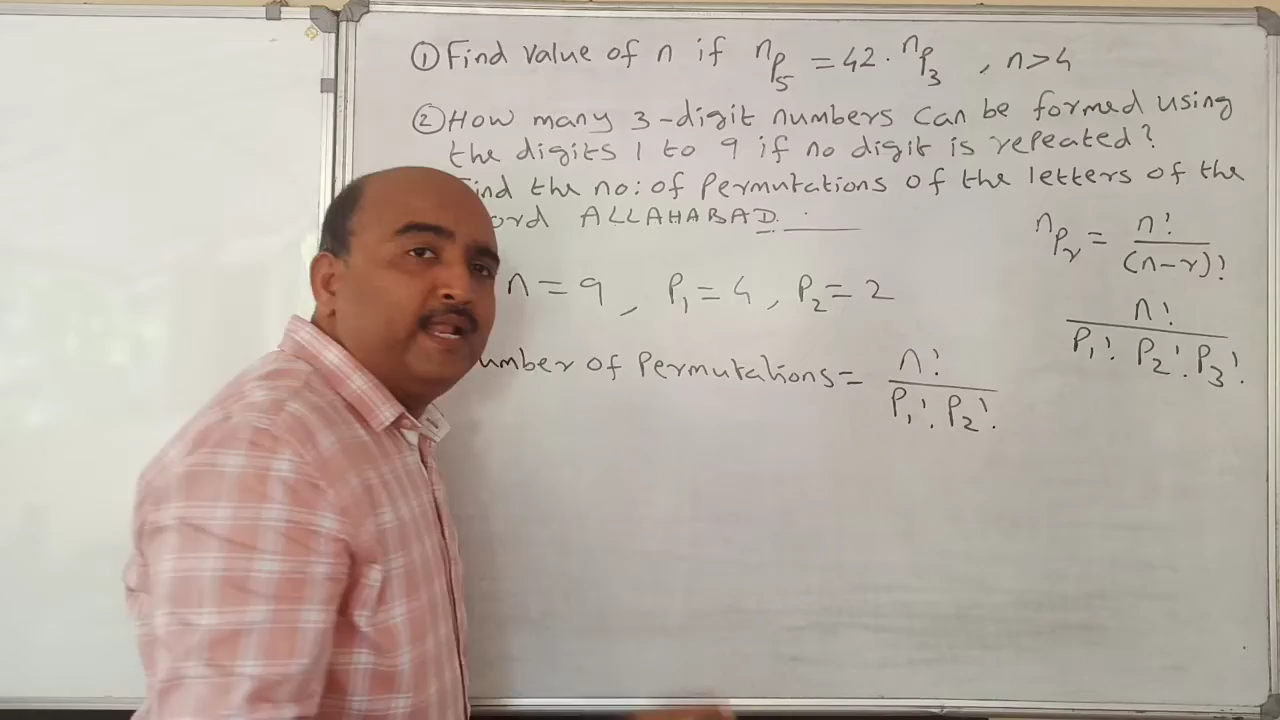 ① Find value of n if ⁿP₅ = 42 · ⁿP₃ , n>4
② How many 3-digit numbers can be formed using
the digits 1 to 9 if no digit is repeated?
ind the no: of Permutations of the letters of the
ord ALLAHABAD.
ⁿPᵣ = n! / (n-r)!
n = 9 , P₁ = 4 , P₂ = 2
n! / P₁! P₂! P₃!
umber of Permutations = n! / P₁! P₂!